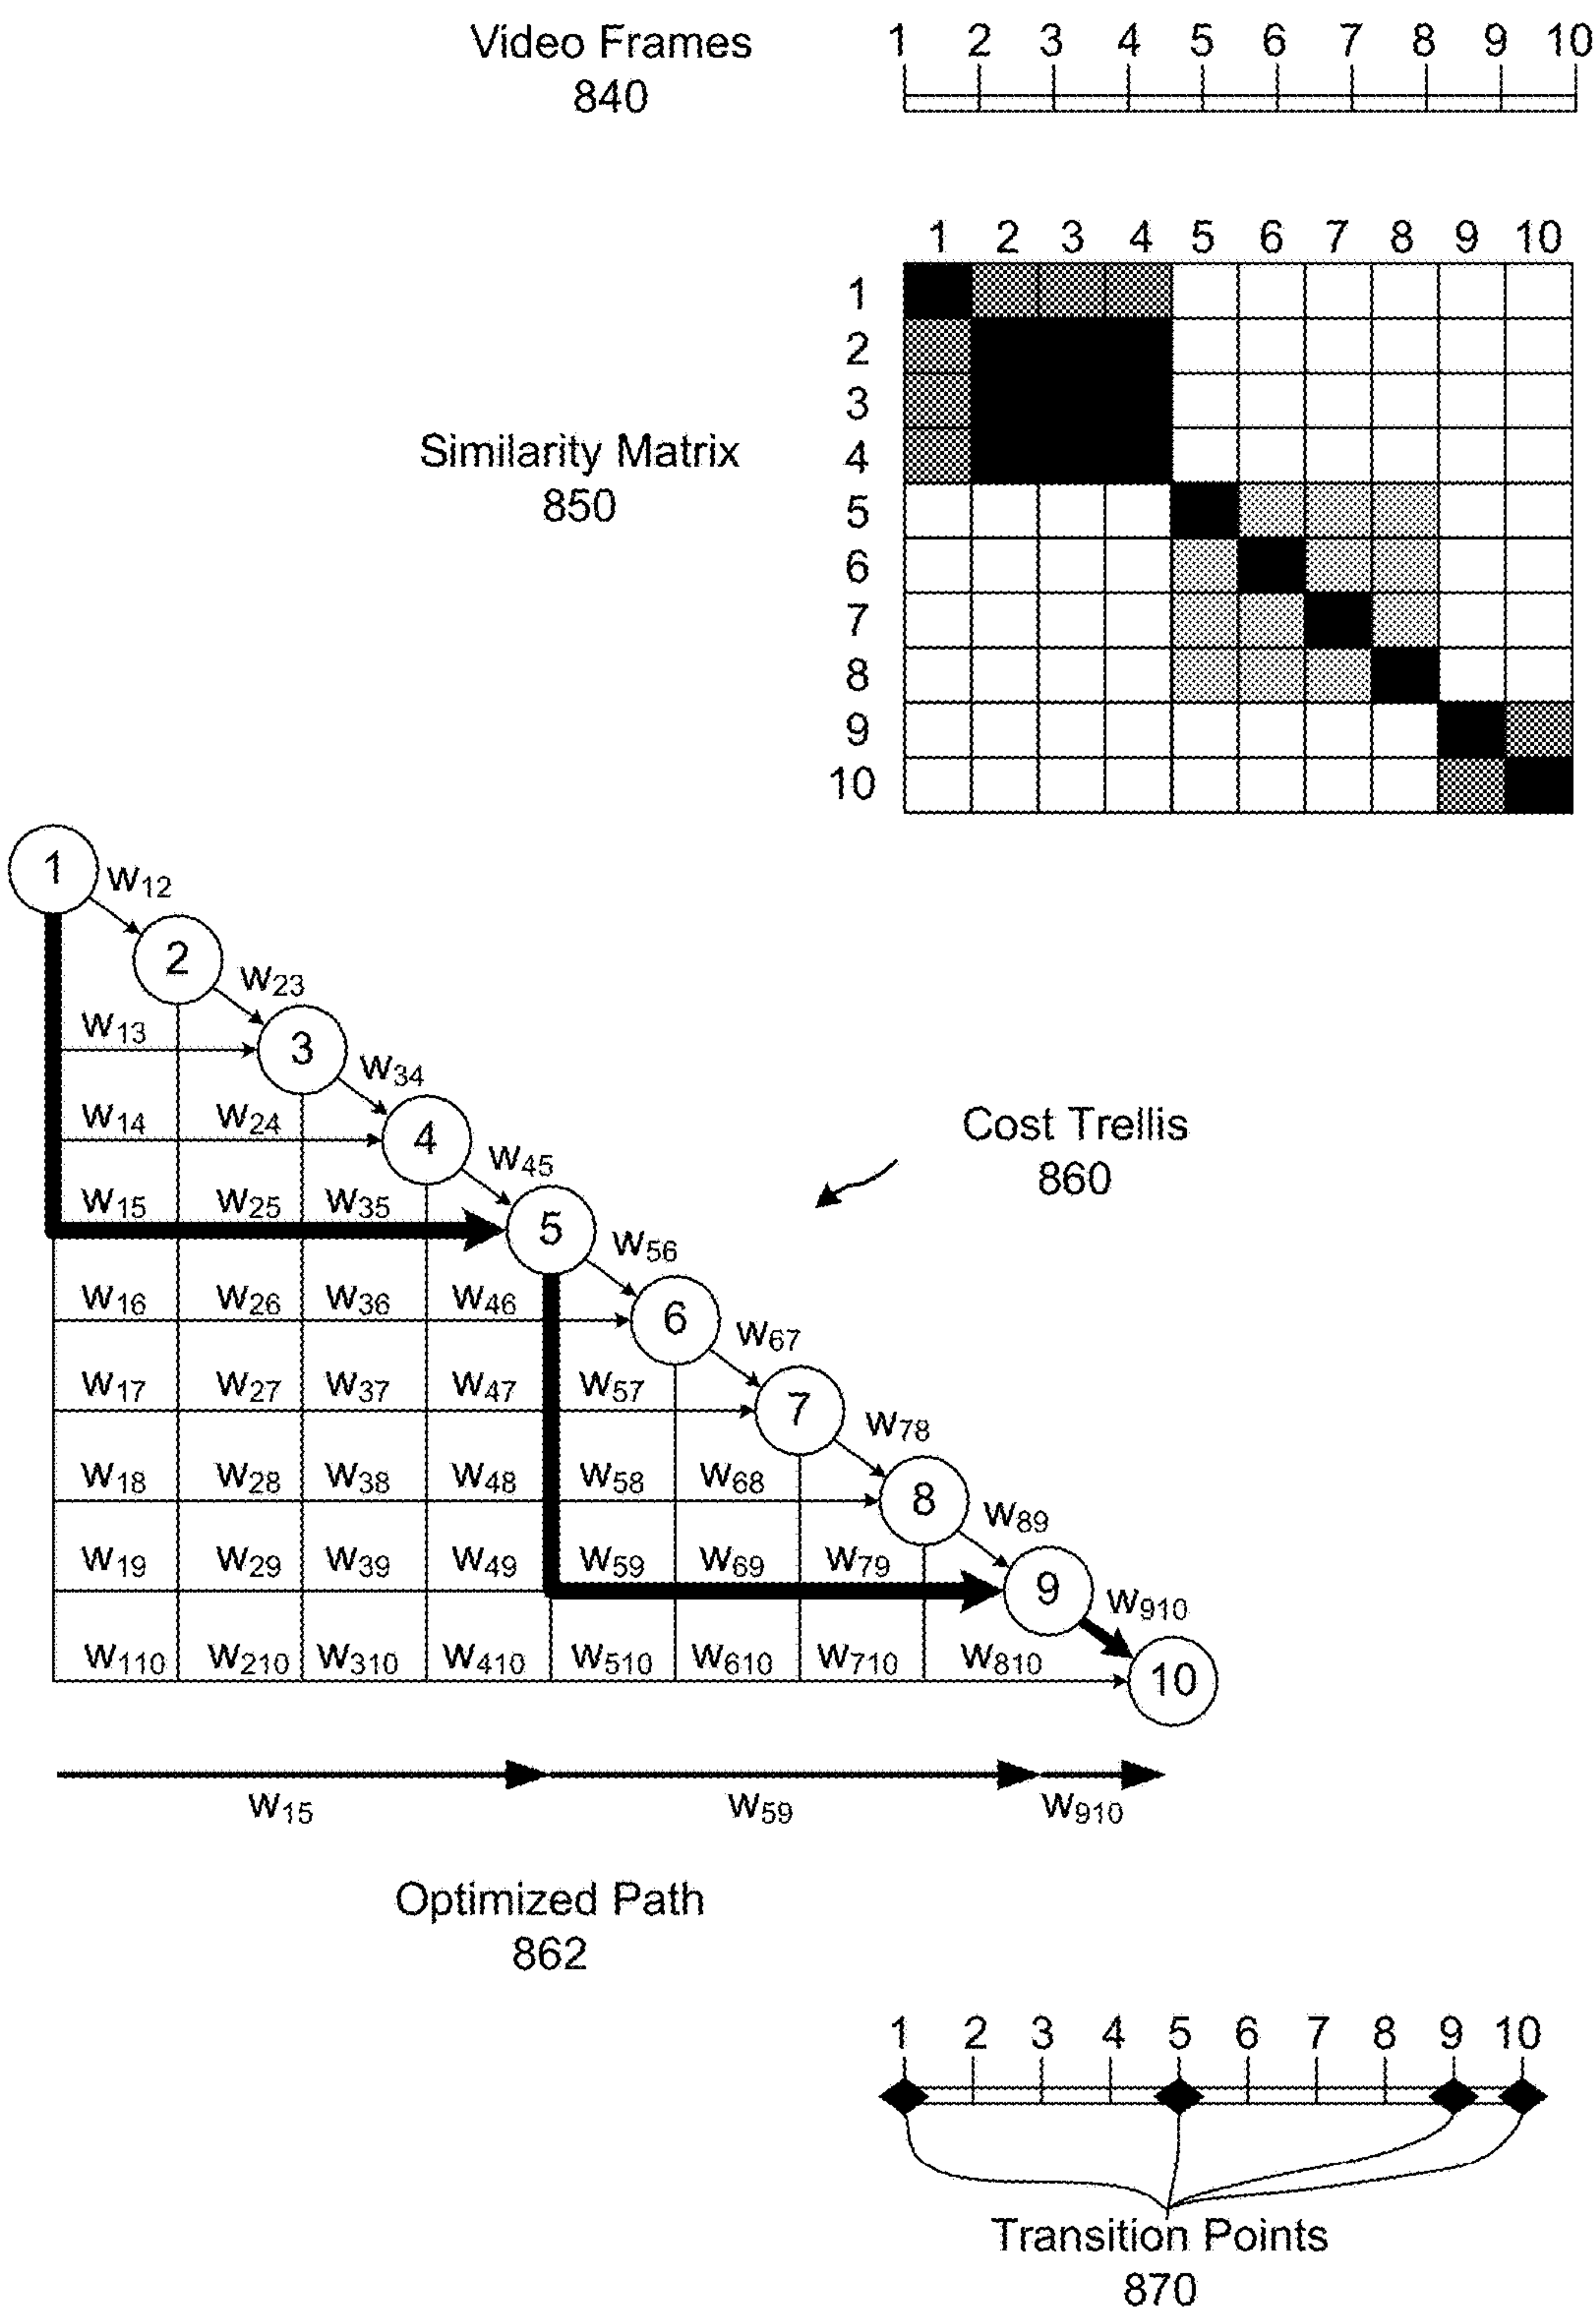 Video Frames
840
1 2 3 4 5 6 7 8 9 10
1 2 3 4 5 6 7 8 9 10
1
2
3
4
5
6
7
8
9
10
Similarity Matrix
850
1
w12
2
w23
w13
3
w34
w14 w24
4
w45
w15 w25 w35
5
w56
w16 w26 w36 w46
6
w67
w17 w27 w37 w47 w57
7
w78
w18 w28 w38 w48 w58 w68
8
w89
w19 w29 w39 w49 w59 w69 w79
9
w910
w110 w210 w310 w410 w510 w610 w710 w810
10
Cost Trellis
860
w15 w59 w910
Optimized Path
862
1 2 3 4 5 6 7 8 9 10
Transition Points
870